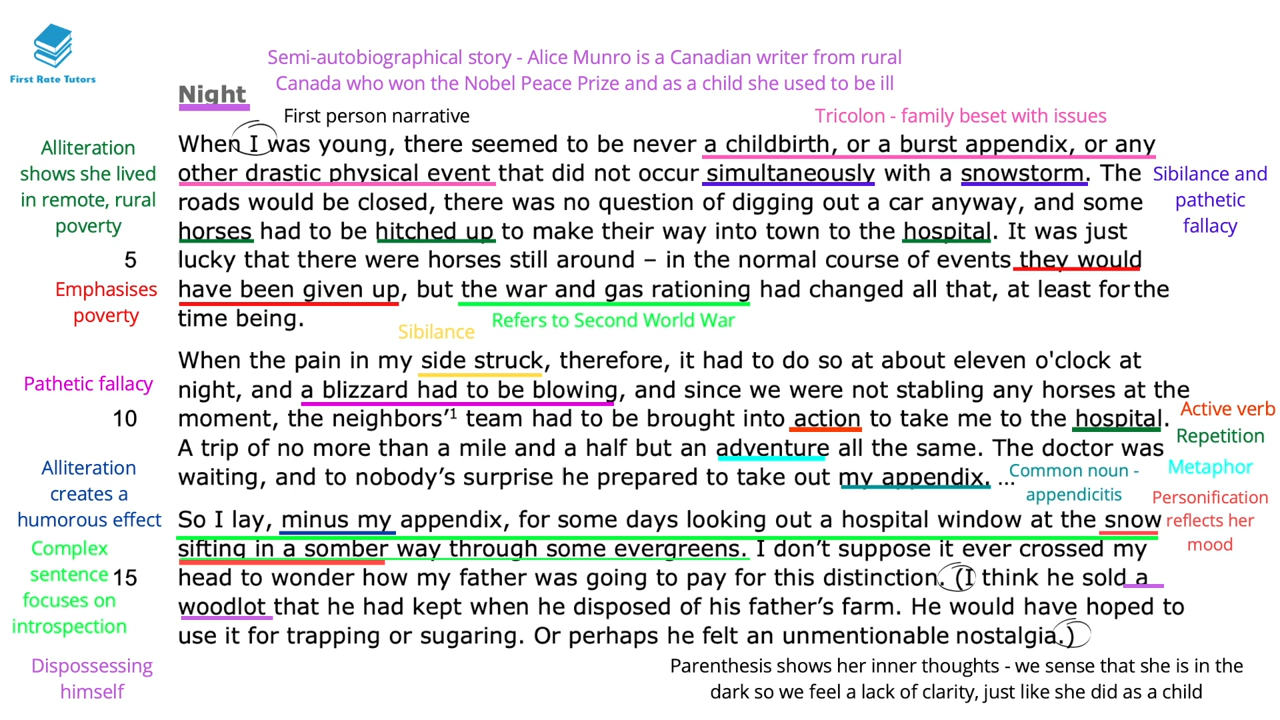 First Rate Tutors
Semi-autobiographical story - Alice Munro is a Canadian writer from rural
Canada who won the Nobel Peace Prize and as a child she used to be ill
Night
First person narrative
Tricolon - family beset with issues
Alliteration
shows she lived
in remote, rural
poverty
When I was young, there seemed to be never a childbirth, or a burst appendix, or any
other drastic physical event that did not occur simultaneously with a snowstorm. The
roads would be closed, there was no question of digging out a car anyway, and some
horses had to be hitched up to make their way into town to the hospital. It was just
5 lucky that there were horses still around – in the normal course of events they would
have been given up, but the war and gas rationing had changed all that, at least for the
time being.
Sibilance and
pathetic
fallacy
Emphasises
poverty
Sibilance
Refers to Second World War
When the pain in my side struck, therefore, it had to do so at about eleven o'clock at
night, and a blizzard had to be blowing, and since we were not stabling any horses at the
10 moment, the neighbors’¹ team had to be brought into action to take me to the hospital.
A trip of no more than a mile and a half but an adventure all the same. The doctor was
waiting, and to nobody’s surprise he prepared to take out my appendix. ...
Pathetic fallacy
Active verb
Repetition
Metaphor
Common noun -
appendicitis
Personification
reflects her
mood
Alliteration
creates a
humorous effect
So I lay, minus my appendix, for some days looking out a hospital window at the snow
sifting in a somber way through some evergreens. I don’t suppose it ever crossed my
15 head to wonder how my father was going to pay for this distinction. (I think he sold a
woodlot that he had kept when he disposed of his father’s farm. He would have hoped to
use it for trapping or sugaring. Or perhaps he felt an unmentionable nostalgia.)
Complex
sentence
focuses on
introspection
Dispossessing
himself
Parenthesis shows her inner thoughts - we sense that she is in the
dark so we feel a lack of clarity, just like she did as a child